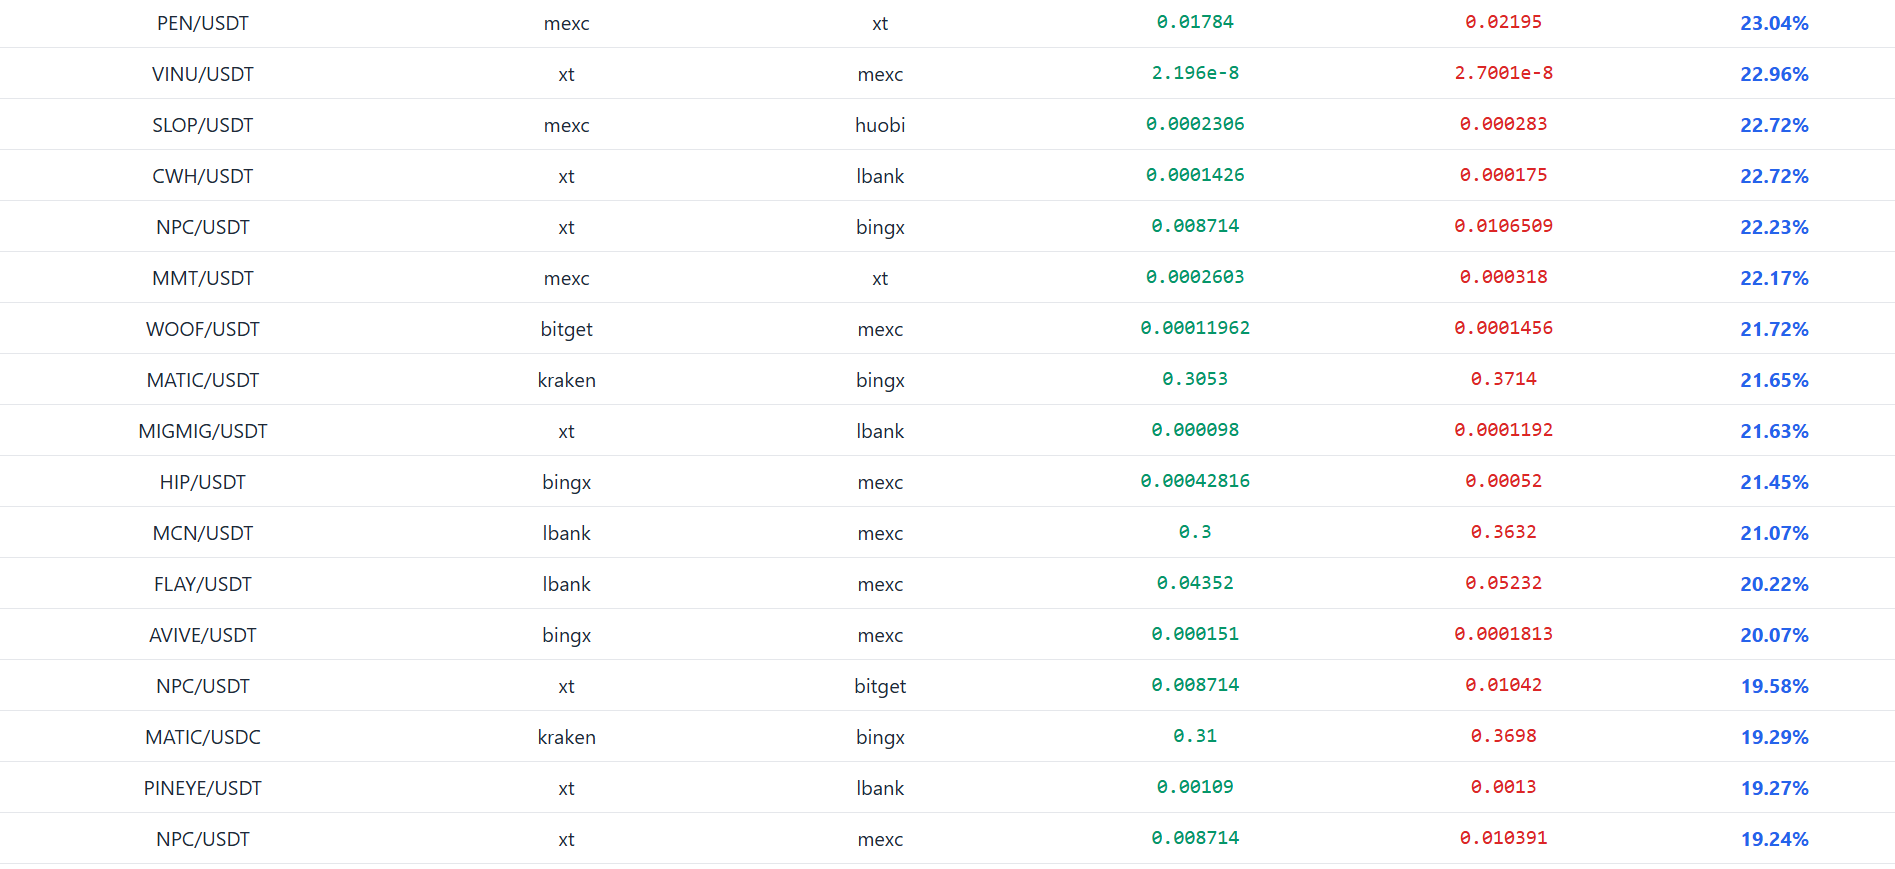 PEN/USDT mexc xt 0.01784 0.02195 23.04%
VINU/USDT xt mexc 2.196e-8 2.7001e-8 22.96%
SLOP/USDT mexc huobi 0.0002306 0.000283 22.72%
CWH/USDT xt lbank 0.0001426 0.000175 22.72%
NPC/USDT xt bingx 0.008714 0.0106509 22.23%
MMT/USDT mexc xt 0.0002603 0.000318 22.17%
WOOF/USDT bitget mexc 0.00011962 0.0001456 21.72%
MATIC/USDT kraken bingx 0.3053 0.3714 21.65%
MIGMIG/USDT xt lbank 0.000098 0.0001192 21.63%
HIP/USDT bingx mexc 0.00042816 0.00052 21.45%
MCN/USDT lbank mexc 0.3 0.3632 21.07%
FLAY/USDT lbank mexc 0.04352 0.05232 20.22%
AVIVE/USDT bingx mexc 0.000151 0.0001813 20.07%
NPC/USDT xt bitget 0.008714 0.01042 19.58%
MATIC/USDC kraken bingx 0.31 0.3698 19.29%
PINEYE/USDT xt lbank 0.00109 0.0013 19.27%
NPC/USDT xt mexc 0.008714 0.010391 19.24%